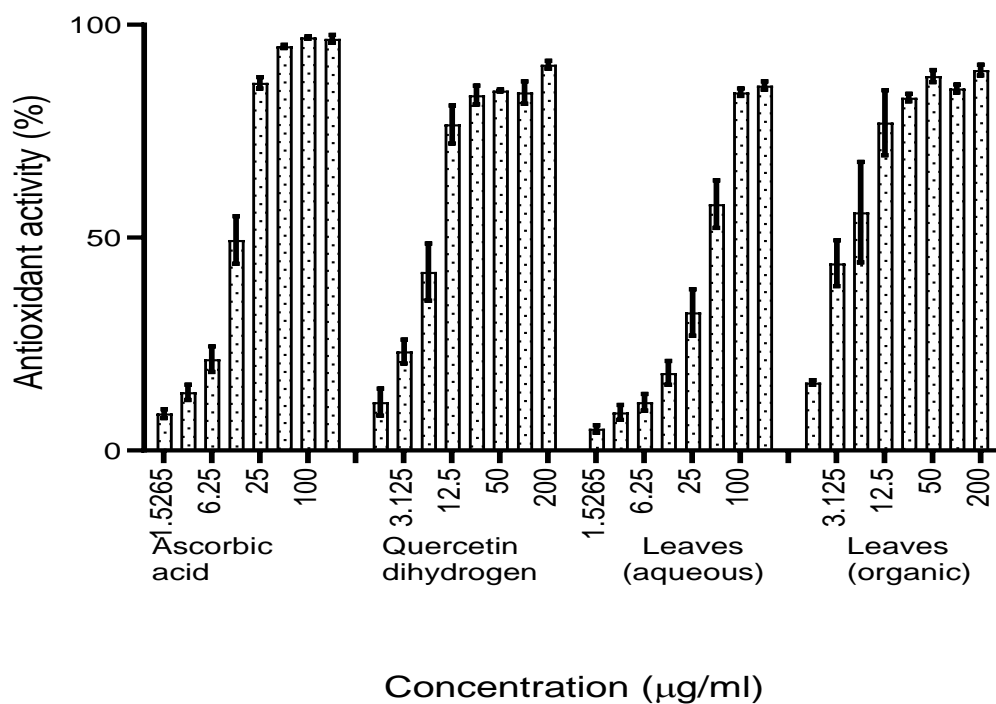 100
50
0
Antioxidant activity (%)
1.5265
6.25
25
100
3.125
12.5
50
200
1.5265
6.25
25
100
3.125
12.5
50
200
Ascorbic
acid
Quercetin
dihydrogen
Leaves
(aqueous)
Leaves
(organic)
Concentration (μg/ml)